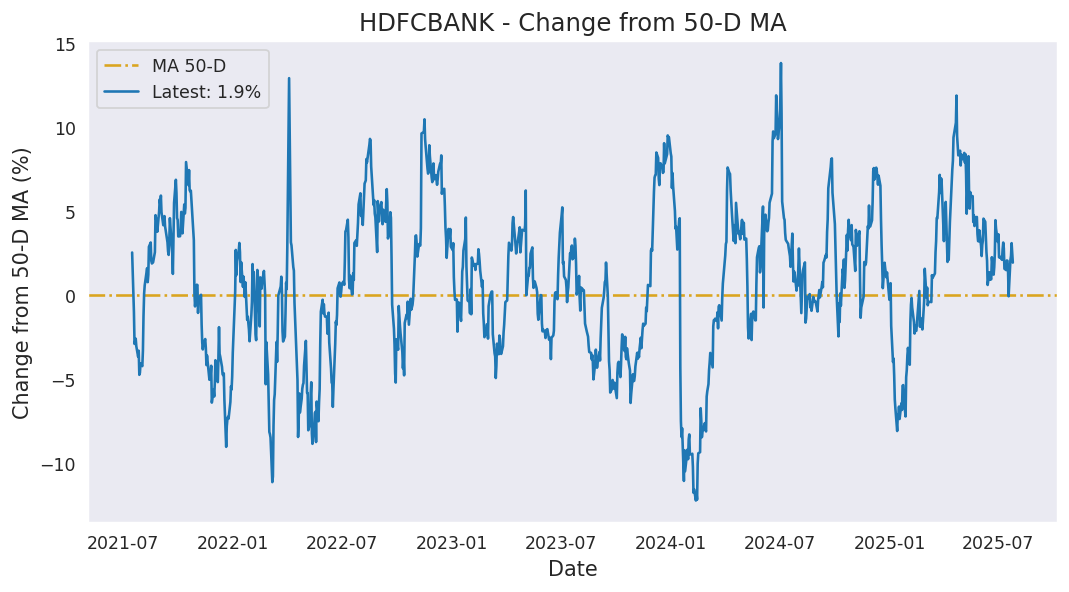 HDFCBANK - Change from 50-D MA
MA 50-D
Latest: 1.9%
Change from 50-D MA (%)
15
10
5
0
−5
−10
2021-07 2022-01 2022-07 2023-01 2023-07 2024-01 2024-07 2025-01 2025-07
Date